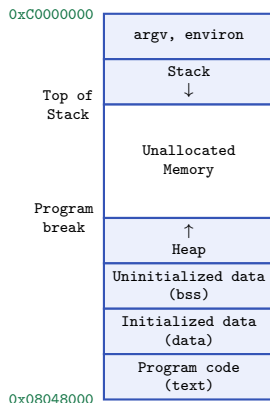 0xC0000000
argv, environ
Stack
↓
Top of
Stack
Unallocated
Memory
Program
break
↑
Heap
Uninitialized data
(bss)
Initialized data
(data)
Program code
(text)
0x08048000